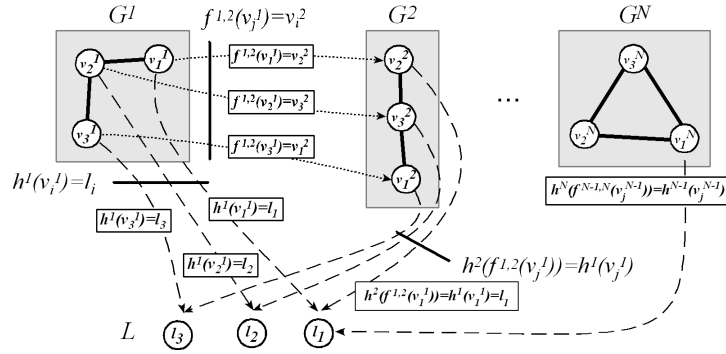 G¹ f¹,²(vⱼ¹)=vᵢ² G² Gᴺ
v₂¹ v₁¹ f¹,²(v₁¹)=v₂² v₂² v₃ᴺ
f¹,²(v₂¹)=v₃² ...
v₃¹ v₃² v₂ᴺ v₁ᴺ
f¹,²(v₃¹)=v₁²
v₁²
h¹(vᵢ¹)=lᵢ hᴺ(fᴺ⁻¹,ᴺ(vⱼᴺ⁻¹))=hᴺ⁻¹(vⱼᴺ⁻¹)
h¹(v₃¹)=l₃ h¹(v₁¹)=l₁
h¹(v₂¹)=l₂ h²(f¹,²(vⱼ¹))=h¹(vⱼ¹)
h²(f¹,²(v₁¹))=h¹(v₁¹)=l₁
L l₃ l₂ l₁